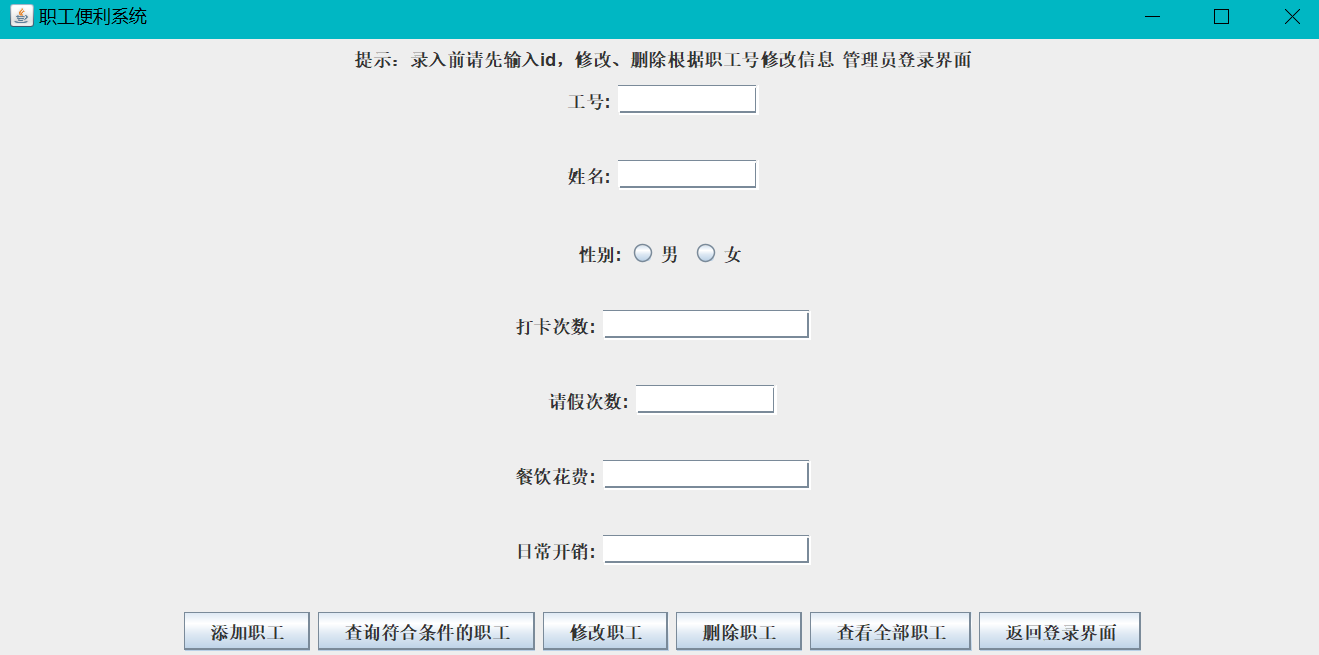 职工便利系统
提示：录入前请先输入id，修改、删除根据职工号修改信息 管理员登录界面
工号:
姓名:
性别: 男 女
打卡次数:
请假次数:
餐饮花费:
日常开销:
添加职工 查询符合条件的职工 修改职工 删除职工 查看全部职工 返回登录界面